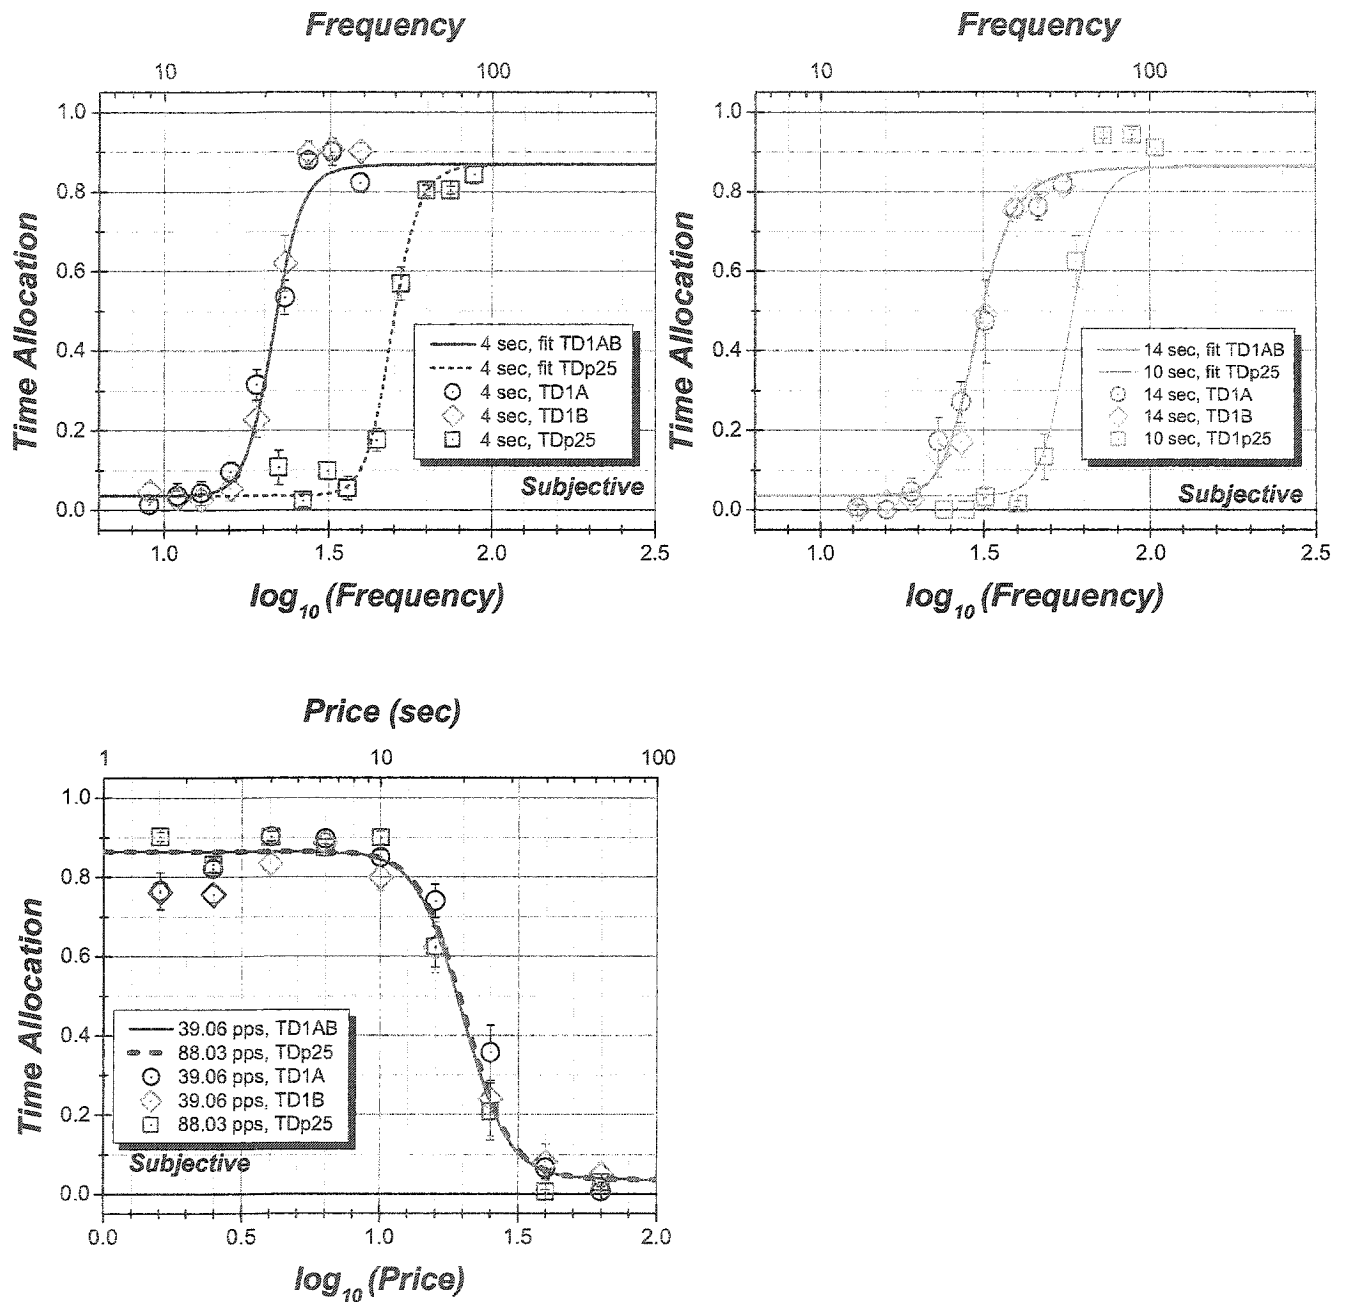 Frequency
10 100
1.0
0.8
0.6
0.4
0.2
0.0
Time Allocation
4 sec, fit TD1AB
4 sec, fit TDp25
4 sec, TD1A
4 sec, TD1B
4 sec, TDp25
Subjective
1.0 1.5 2.0 2.5
log10 (Frequency)
Frequency
10 100
1.0
0.8
0.6
0.4
0.2
0.0
Time Allocation
14 sec, fit TD1AB
10 sec, fit TDp25
14 sec, TD1A
14 sec, TD1B
10 sec, TD1p25
Subjective
1.0 1.5 2.0 2.5
log10 (Frequency)
Price (sec)
1 10 100
1.0
0.8
0.6
0.4
0.2
0.0
Time Allocation
39.06 pps, TD1AB
88.03 pps, TDp25
39.06 pps, TD1A
39.06 pps, TD1B
88.03 pps, TDp25
Subjective
0.0 0.5 1.0 1.5 2.0
log10 (Price)